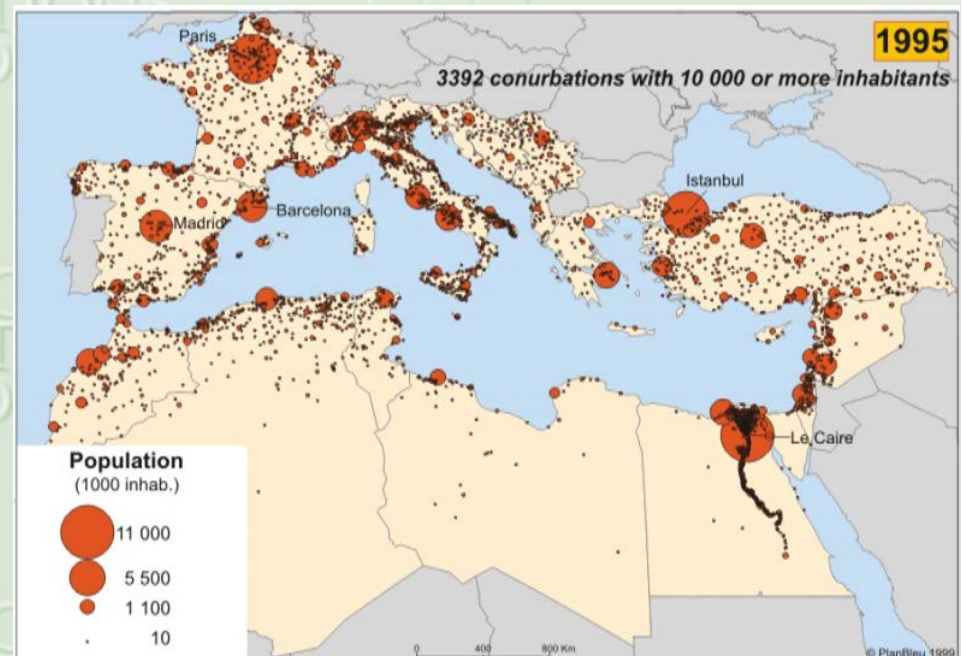 1995
3392 conurbations with 10 000 or more inhabitants
Paris
Istanbul
Madrid
Barcelona
Le Caire
Population
(1000 inhab.)
11 000
5 500
1 100
10
0 400 800 Km
© PlanBleu 1999